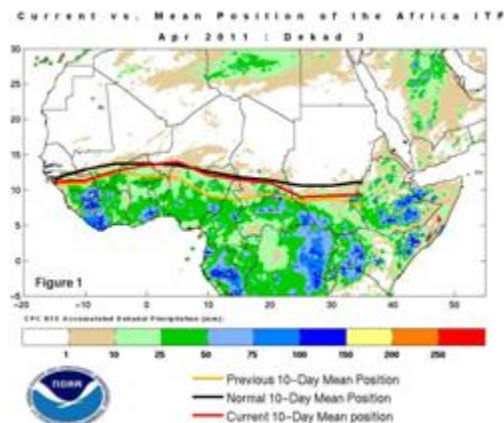 Current vs. Mean Position of the Africa ITF
Apr 2011 : Dekad 3
30
25
20
15
10
5
0
-5
Figure 1
-20 -10 0 10 20 30 40 50
CPC RFE Accumulated Dekadal Precipitation (mm):
1 10 25 50 75 100 150 200 250
NOAA
Previous 10-Day Mean Position
Normal 10-Day Mean Position
Current 10-Day Mean position